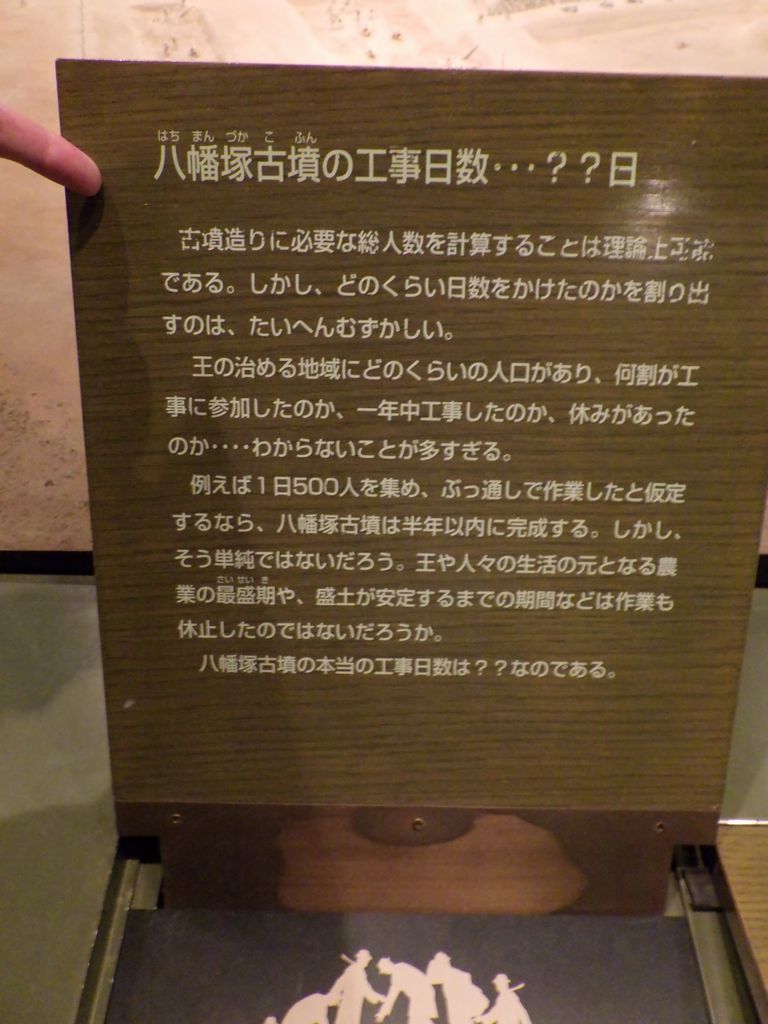 はちまんづかこふん
八幡塚古墳の工事日数…？？日
古墳造りに必要な総人数を計算することは理論上可能
である。しかし、どのくらい日数をかけたのかを割り出
すのは、たいへんむずかしい。
王の治める地域にどのくらいの人口があり、何割が工
事に参加したのか、一年中工事したのか、休みがあった
のか‥‥わからないことが多すぎる。
例えば1日500人を集め、ぶっ通しで作業したと仮定
するなら、八幡塚古墳は半年以内に完成する。しかし、
そう単純ではないだろう。王や人々の生活の元となる農
さいせいき
業の最盛期や、盛土が安定するまでの期間などは作業も
休止したのではないだろうか。
八幡塚古墳の本当の工事日数は？？なのである。